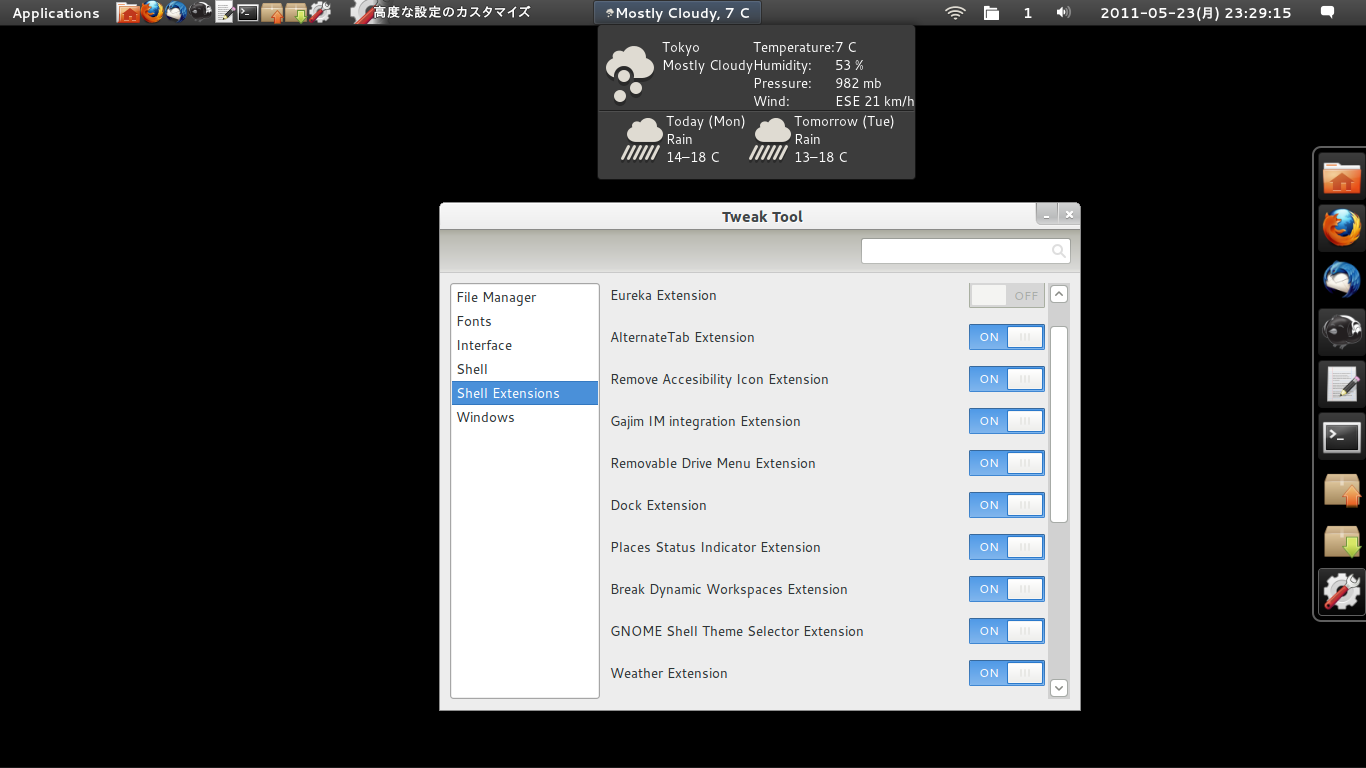 Applications
高度な設定のカスタマイズ
Mostly Cloudy, 7 C
1
2011-05-23(月) 23:29:15
Tokyo
Mostly Cloudy
Temperature: 7 C
Humidity: 53 %
Pressure: 982 mb
Wind: ESE 21 km/h
Today (Mon)
Rain
14–18 C
Tomorrow (Tue)
Rain
13–18 C
Tweak Tool
File Manager
Fonts
Interface
Shell
Shell Extensions
Windows
Eureka Extension OFF
AlternateTab Extension ON
Remove Accesibility Icon Extension ON
Gajim IM integration Extension ON
Removable Drive Menu Extension ON
Dock Extension ON
Places Status Indicator Extension ON
Break Dynamic Workspaces Extension ON
GNOME Shell Theme Selector Extension ON
Weather Extension ON